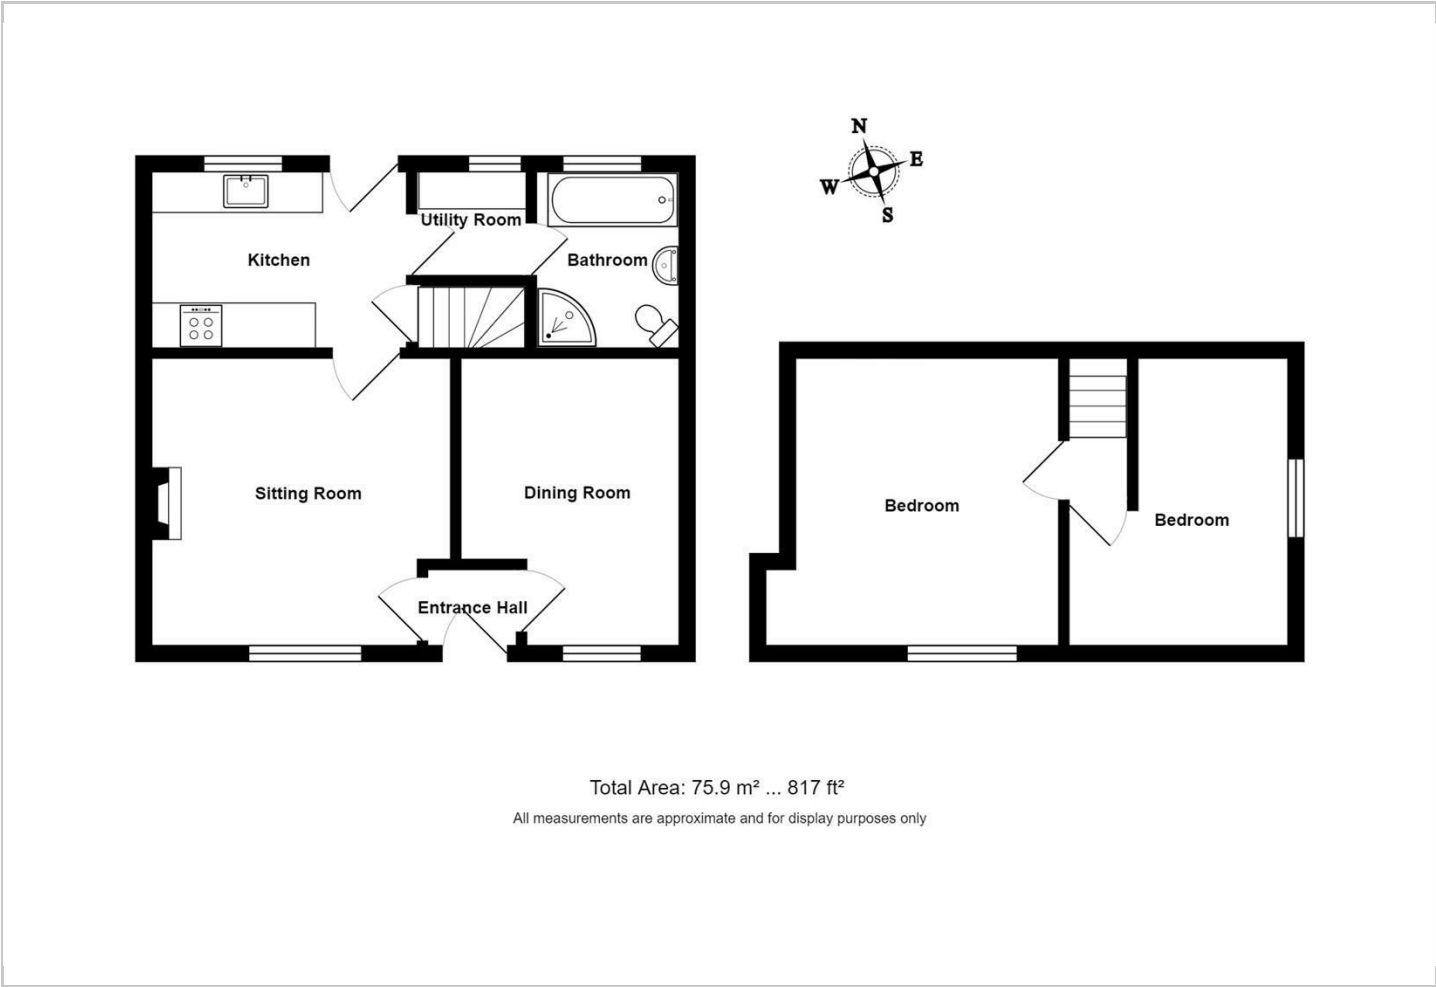 N
E
W
S
Utility Room
Kitchen
Bathroom
Sitting Room
Dining Room
Entrance Hall
Bedroom
Bedroom
Total Area: 75.9 m² ... 817 ft²
All measurements are approximate and for display purposes only